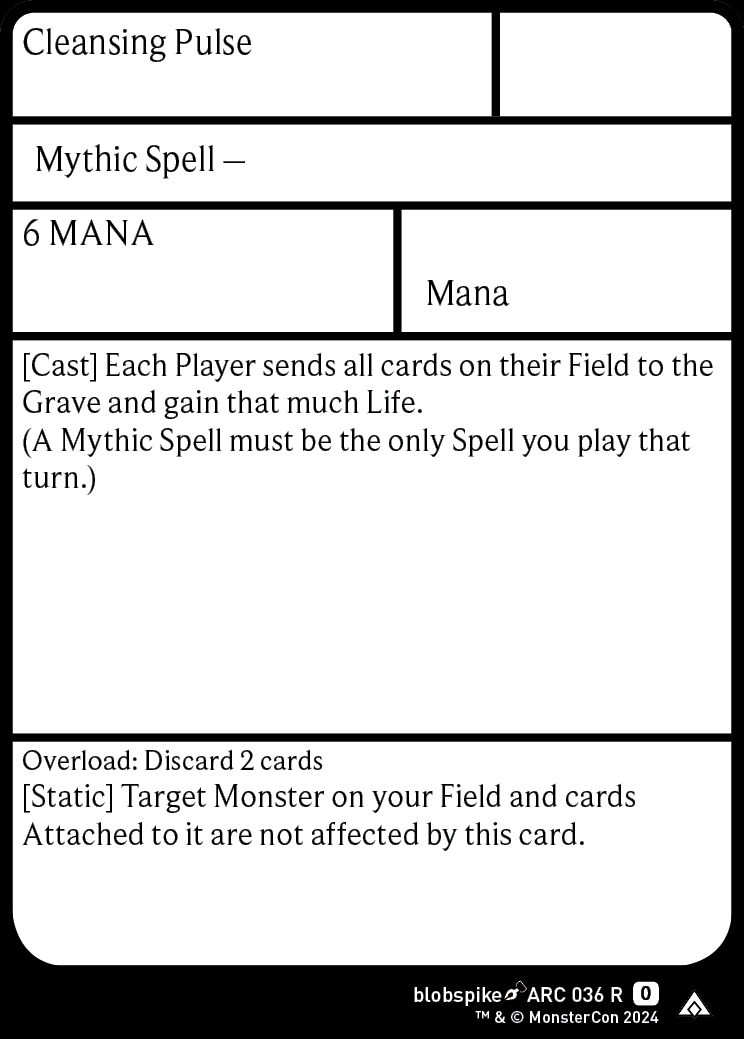 Cleansing Pulse
Mythic Spell —
6 MANA
Mana
[Cast] Each Player sends all cards on their Field to the
Grave and gain that much Life.
(A Mythic Spell must be the only Spell you play that
turn.)
Overload: Discard 2 cards
[Static] Target Monster on your Field and cards
Attached to it are not affected by this card.
blobspike ARC 036 R 0
™ & © MonsterCon 2024